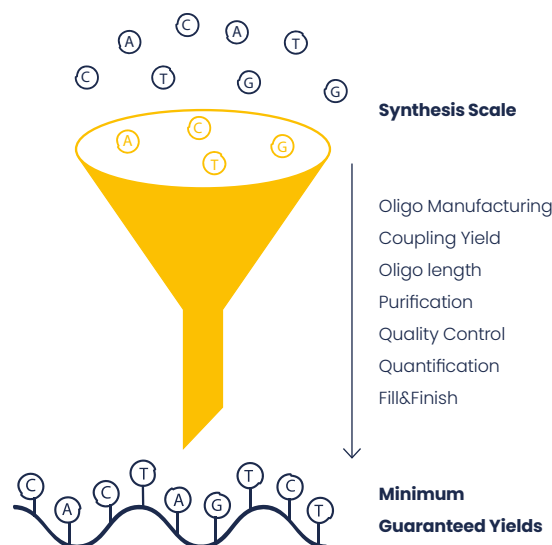 C
A
T
C
A
G
T
G
A
C
T
G
Synthesis Scale
Oligo Manufacturing
Coupling Yield
Oligo length
Purification
Quality Control
Quantification
Fill&Finish
C
A
C
T
A
G
T
C
T
Minimum
Guaranteed Yields